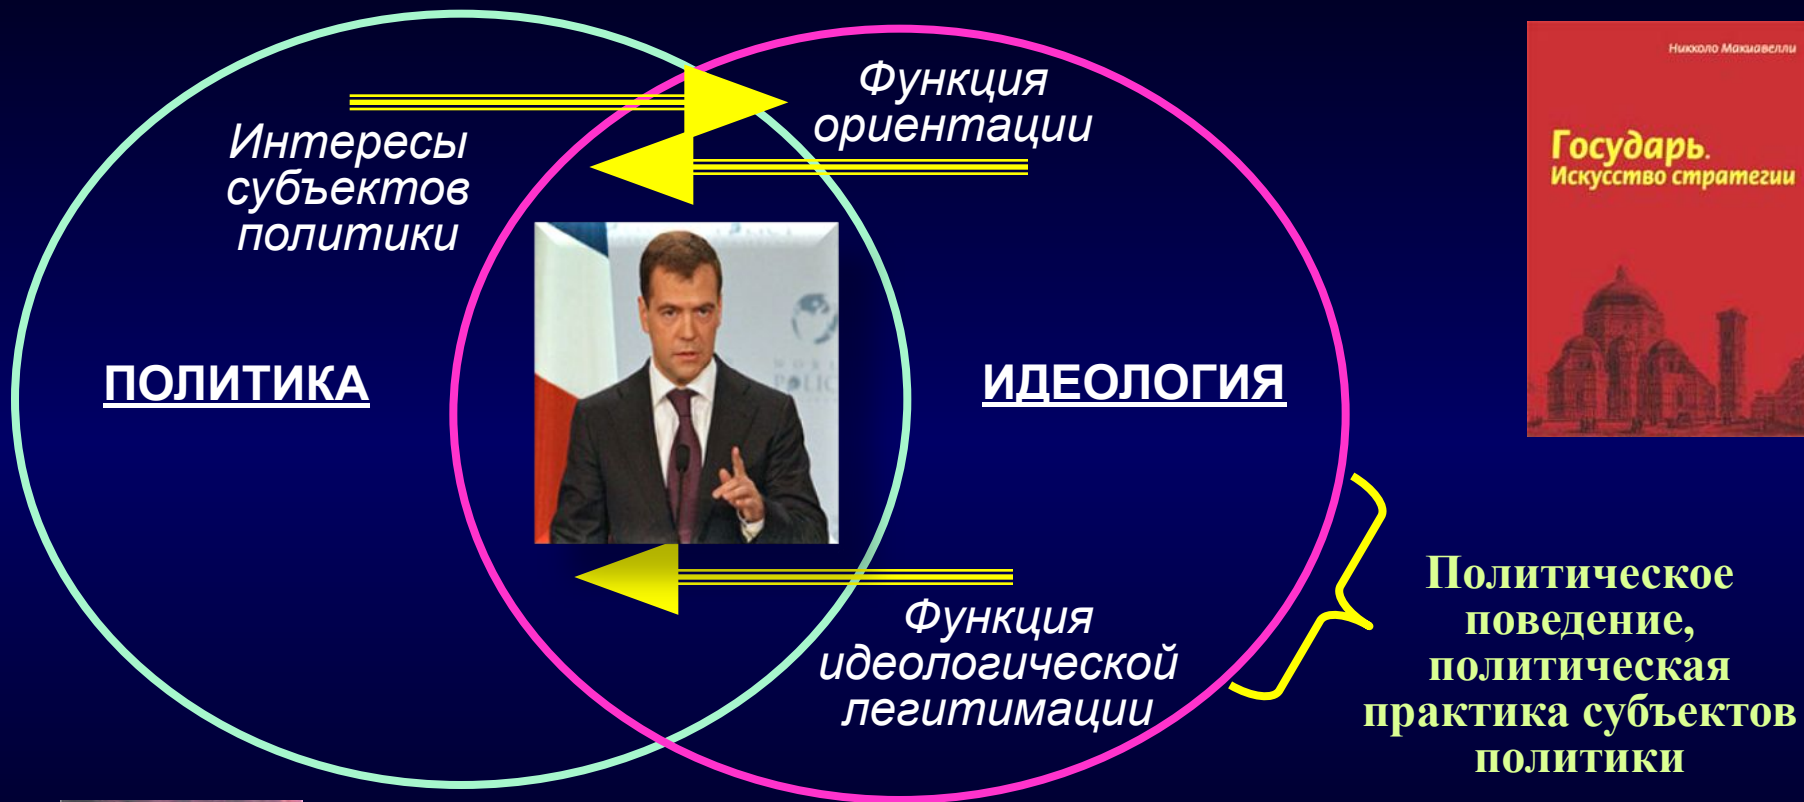 Функция
ориентации
Интересы
субъектов
политики
ПОЛИТИКА
ИДЕОЛОГИЯ
Функция
идеологической
легитимации
Никколо Макиавелли
Государь.
Искусство стратегии
Политическое
поведение,
политическая
практика субъектов
политики